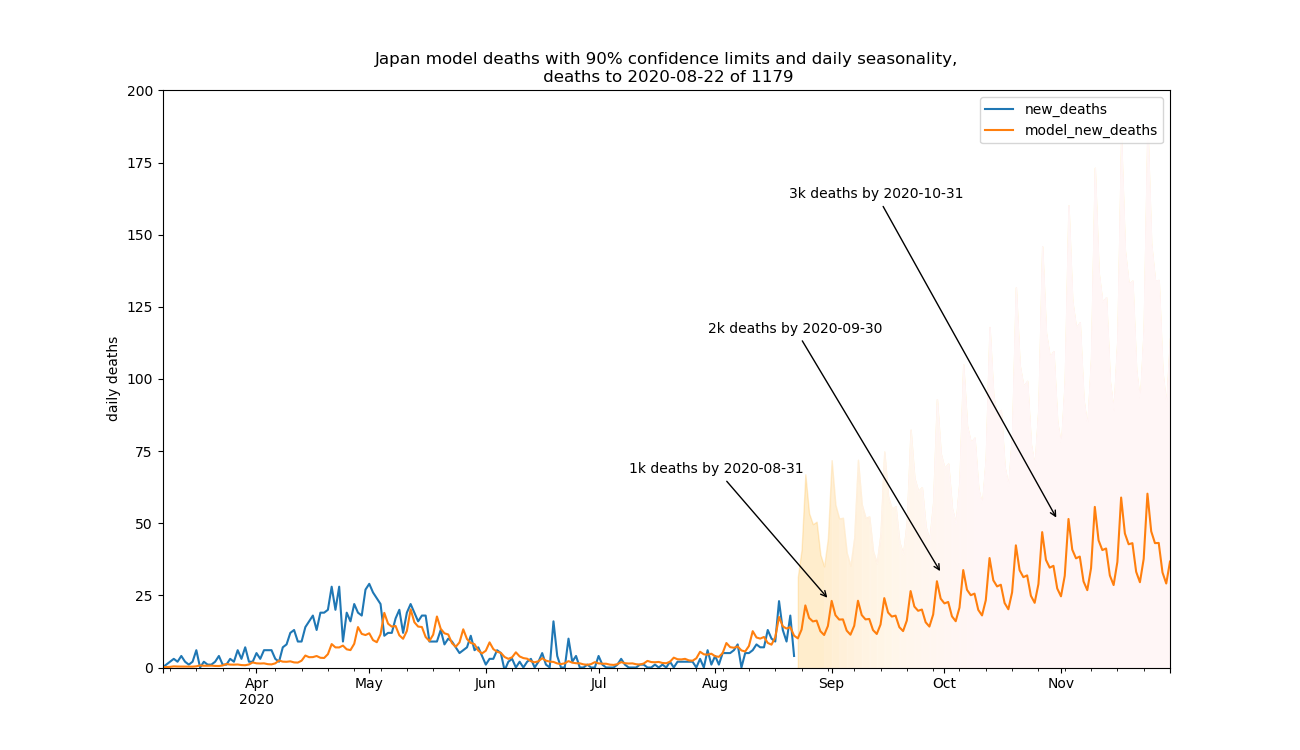 Japan model deaths with 90% confidence limits and daily seasonality,
deaths to 2020-08-22 of 1179
200
175
150
125
100
75
50
25
0
daily deaths
new_deaths
model_new_deaths
3k deaths by 2020-10-31
2k deaths by 2020-09-30
1k deaths by 2020-08-31
Apr
2020
May
Jun
Jul
Aug
Sep
Oct
Nov